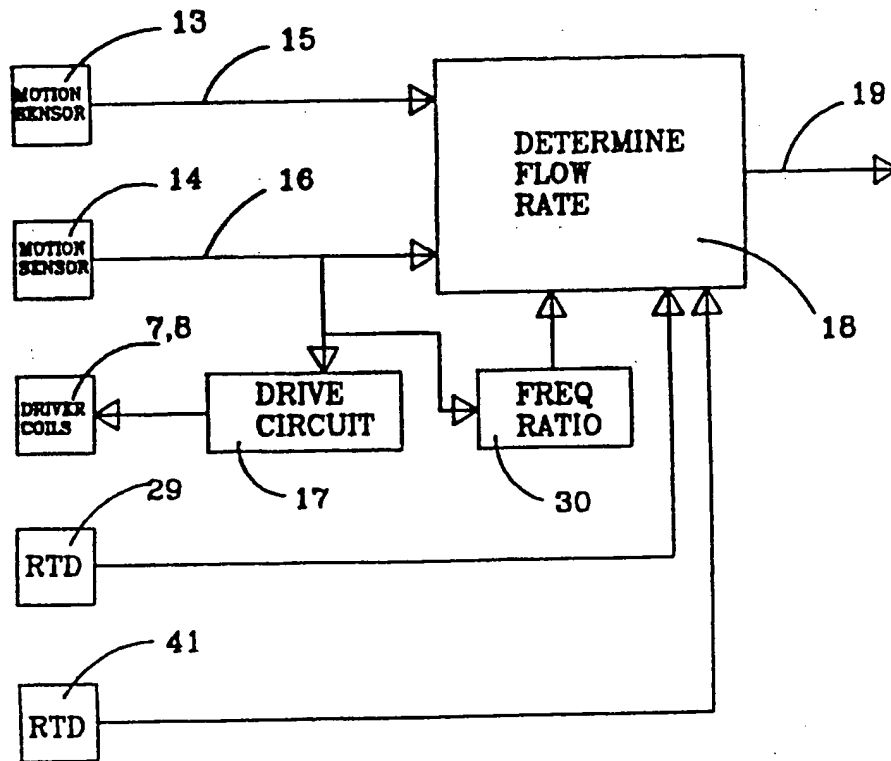 13
15
MOTION
SENSOR
DETERMINE
FLOW
RATE
19
14
16
MOTION
SENSOR
18
7,8
DRIVER
COILS
DRIVE
CIRCUIT
FREQ
RATIO
17
30
29
RTD
41
RTD